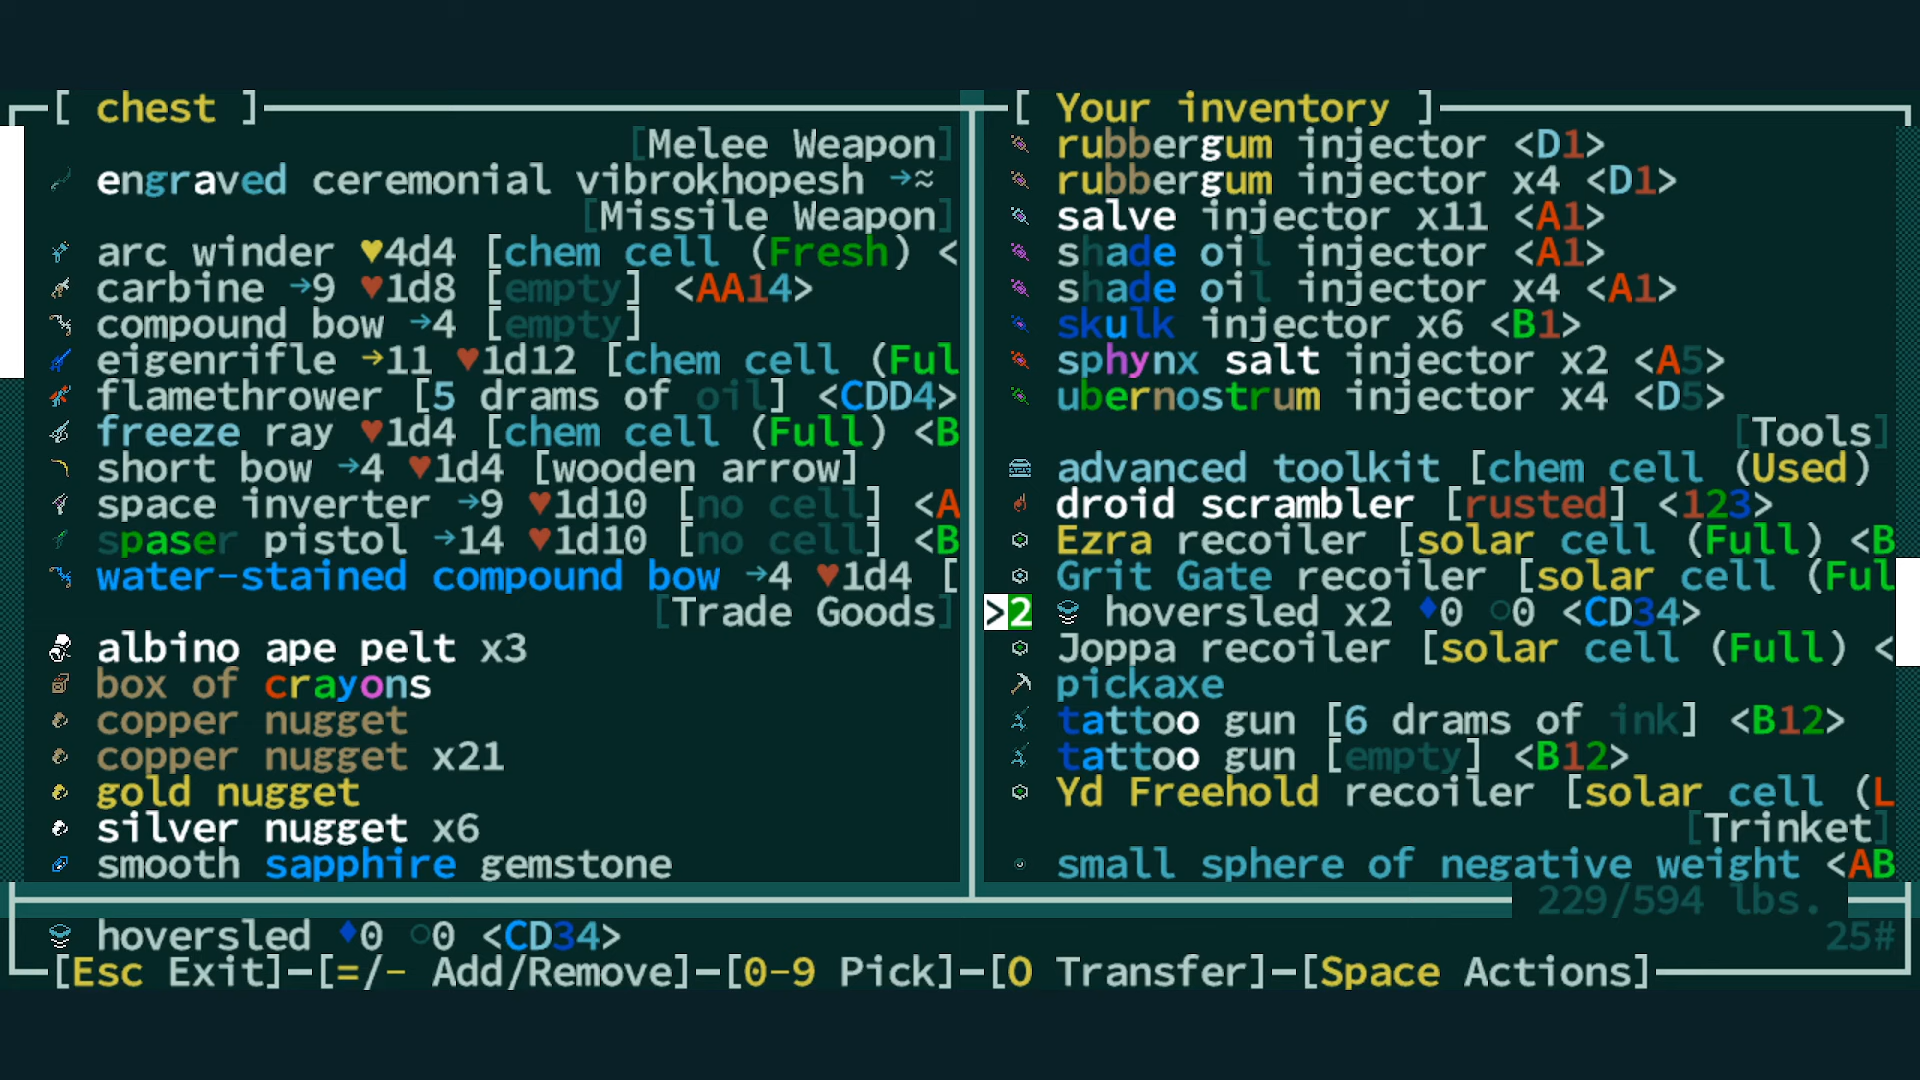 [ chest ]
[Melee Weapon]
engraved ceremonial vibrokhopesh →≈
[Missile Weapon]
arc winder ♥4d4 [chem cell (Fresh) <
carbine →9 ♥1d8 [empty] <AA14>
compound bow →4 [empty]
eigenrifle →11 ♥1d12 [chem cell (Ful
flamethrower [5 drams of oil] <CDD4>
freeze ray ♥1d4 [chem cell (Full) <B
short bow →4 ♥1d4 [wooden arrow]
space inverter →9 ♥1d10 [no cell] <A
spaser pistol →14 ♥1d10 [no cell] <B
water-stained compound bow →4 ♥1d4 [
[Trade Goods]
albino ape pelt x3
box of crayons
copper nugget
copper nugget x21
gold nugget
silver nugget x6
smooth sapphire gemstone
[ Your inventory ]
rubbergum injector <D1>
rubbergum injector x4 <D1>
salve injector x11 <A1>
shade oil injector <A1>
shade oil injector x4 <A1>
skulk injector x6 <B1>
sphynx salt injector x2 <A5>
ubernostrum injector x4 <D5>
[Tools]
advanced toolkit [chem cell (Used)
droid scrambler [rusted] <123>
Ezra recoiler [solar cell (Full) <B
Grit Gate recoiler [solar cell (Ful
>2 hoversled x2 ♦0 ○0 <CD34>
Joppa recoiler [solar cell (Full) <
pickaxe
tattoo gun [6 drams of ink] <B12>
tattoo gun [empty] <B12>
Yd Freehold recoiler [solar cell (L
[Trinket]
small sphere of negative weight <AB
229/594 lbs.
hoversled ♦0 ○0 <CD34>
25#
[Esc Exit]—[=/- Add/Remove]—[0-9 Pick]—[O Transfer]—[Space Actions]